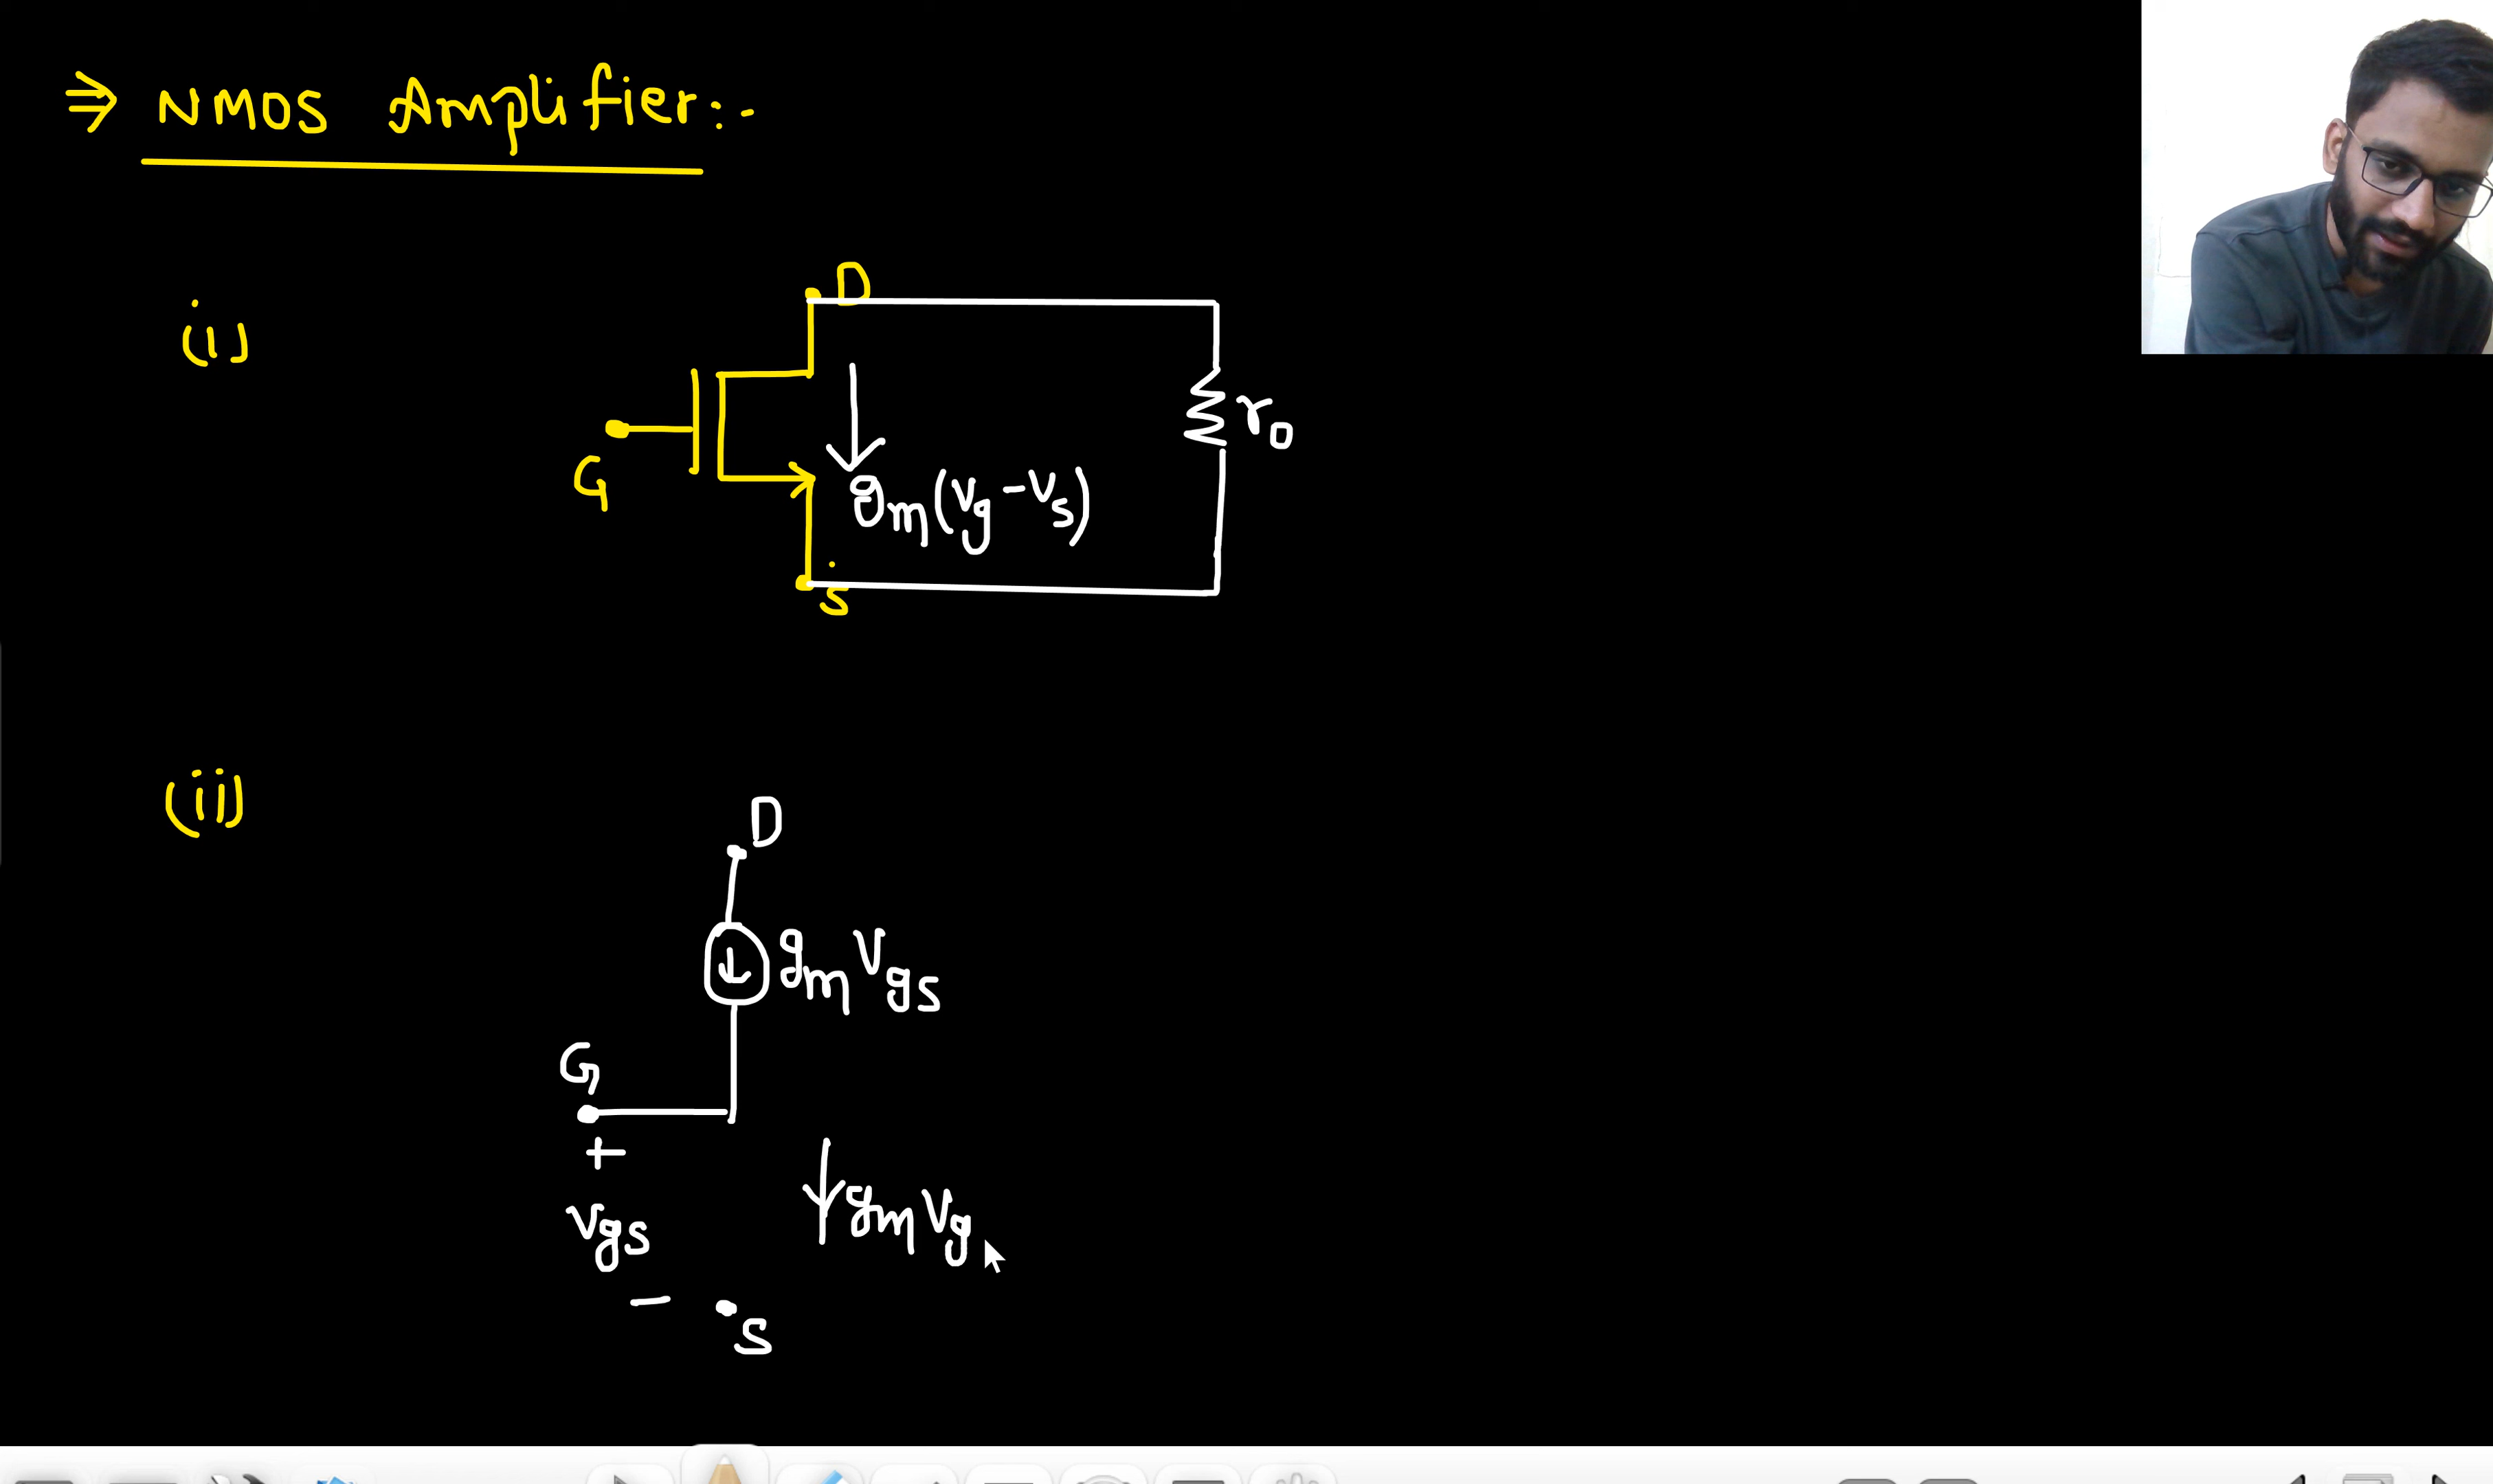 ⇒ NMOS Amplifier:-
(i)
D
G
gm(Vg-Vs)
ro
S
(ii)
D
gmVgs
G
+
Vgs
gmVg
-
S